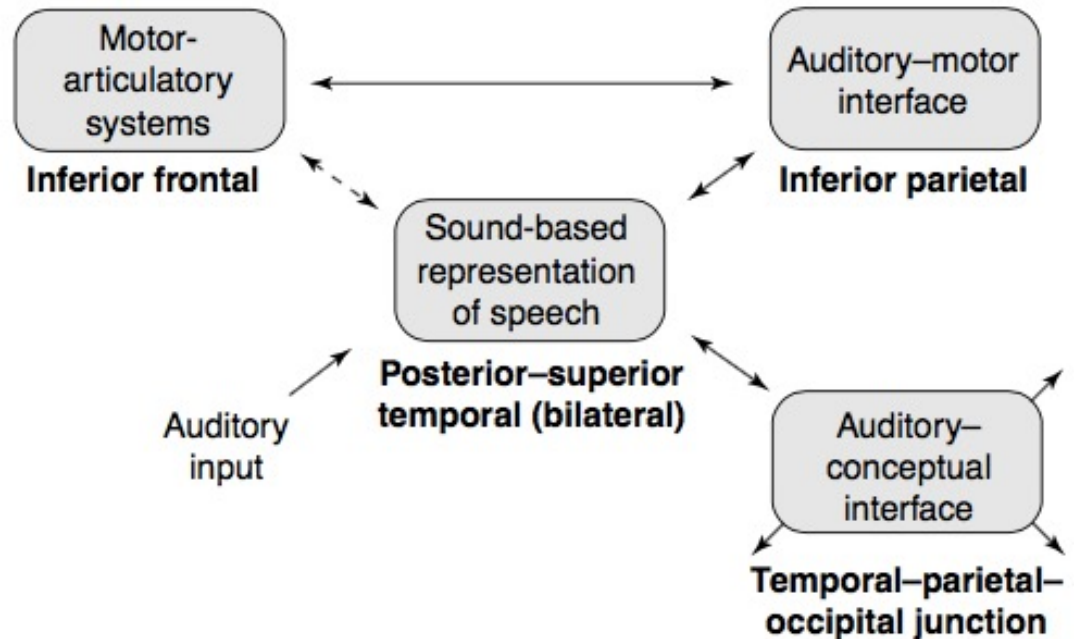 Motor-
articulatory
systems
Inferior frontal
Auditory–motor
interface
Inferior parietal
Sound-based
representation
of speech
Posterior–superior
temporal (bilateral)
Auditory
input
Auditory–
conceptual
interface
Temporal–parietal–
occipital junction